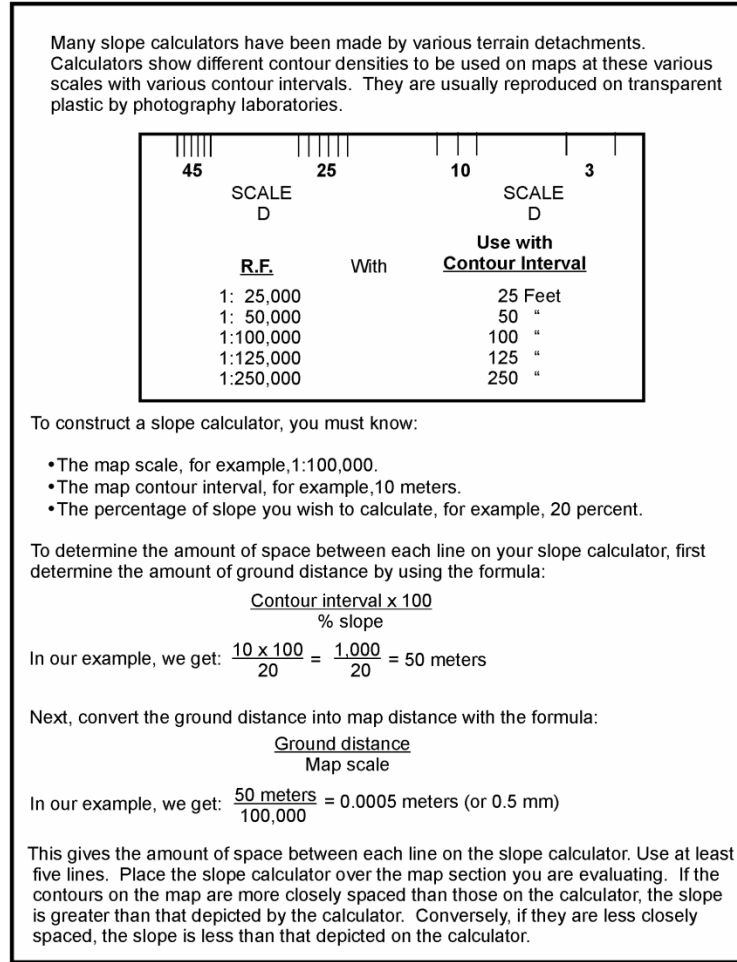 Many slope calculators have been made by various terrain detachments.
Calculators show different contour densities to be used on maps at these various
scales with various contour intervals.  They are usually reproduced on transparent
plastic by photography laboratories.
45 25 10 3
SCALE SCALE
D D
Use with
R.F. With Contour Interval
1: 25,000 25 Feet
1: 50,000 50 “
1:100,000 100 “
1:125,000 125 “
1:250,000 250 “
To construct a slope calculator, you must know:
•The map scale, for example,1:100,000.
•The map contour interval, for example,10 meters.
•The percentage of slope you wish to calculate, for example, 20 percent.
To determine the amount of space between each line on your slope calculator, first
determine the amount of ground distance by using the formula:
Contour interval x 100
% slope
In our example, we get: 10 x 100 = 1,000 = 50 meters
20 20
Next, convert the ground distance into map distance with the formula:
Ground distance
Map scale
In our example, we get: 50 meters = 0.0005 meters (or 0.5 mm)
100,000
This gives the amount of space between each line on the slope calculator. Use at least
five lines.  Place the slope calculator over the map section you are evaluating.  If the
contours on the map are more closely spaced than those on the calculator, the slope
is greater than that depicted by the calculator.  Conversely, if they are less closely
spaced, the slope is less than that depicted on the calculator.